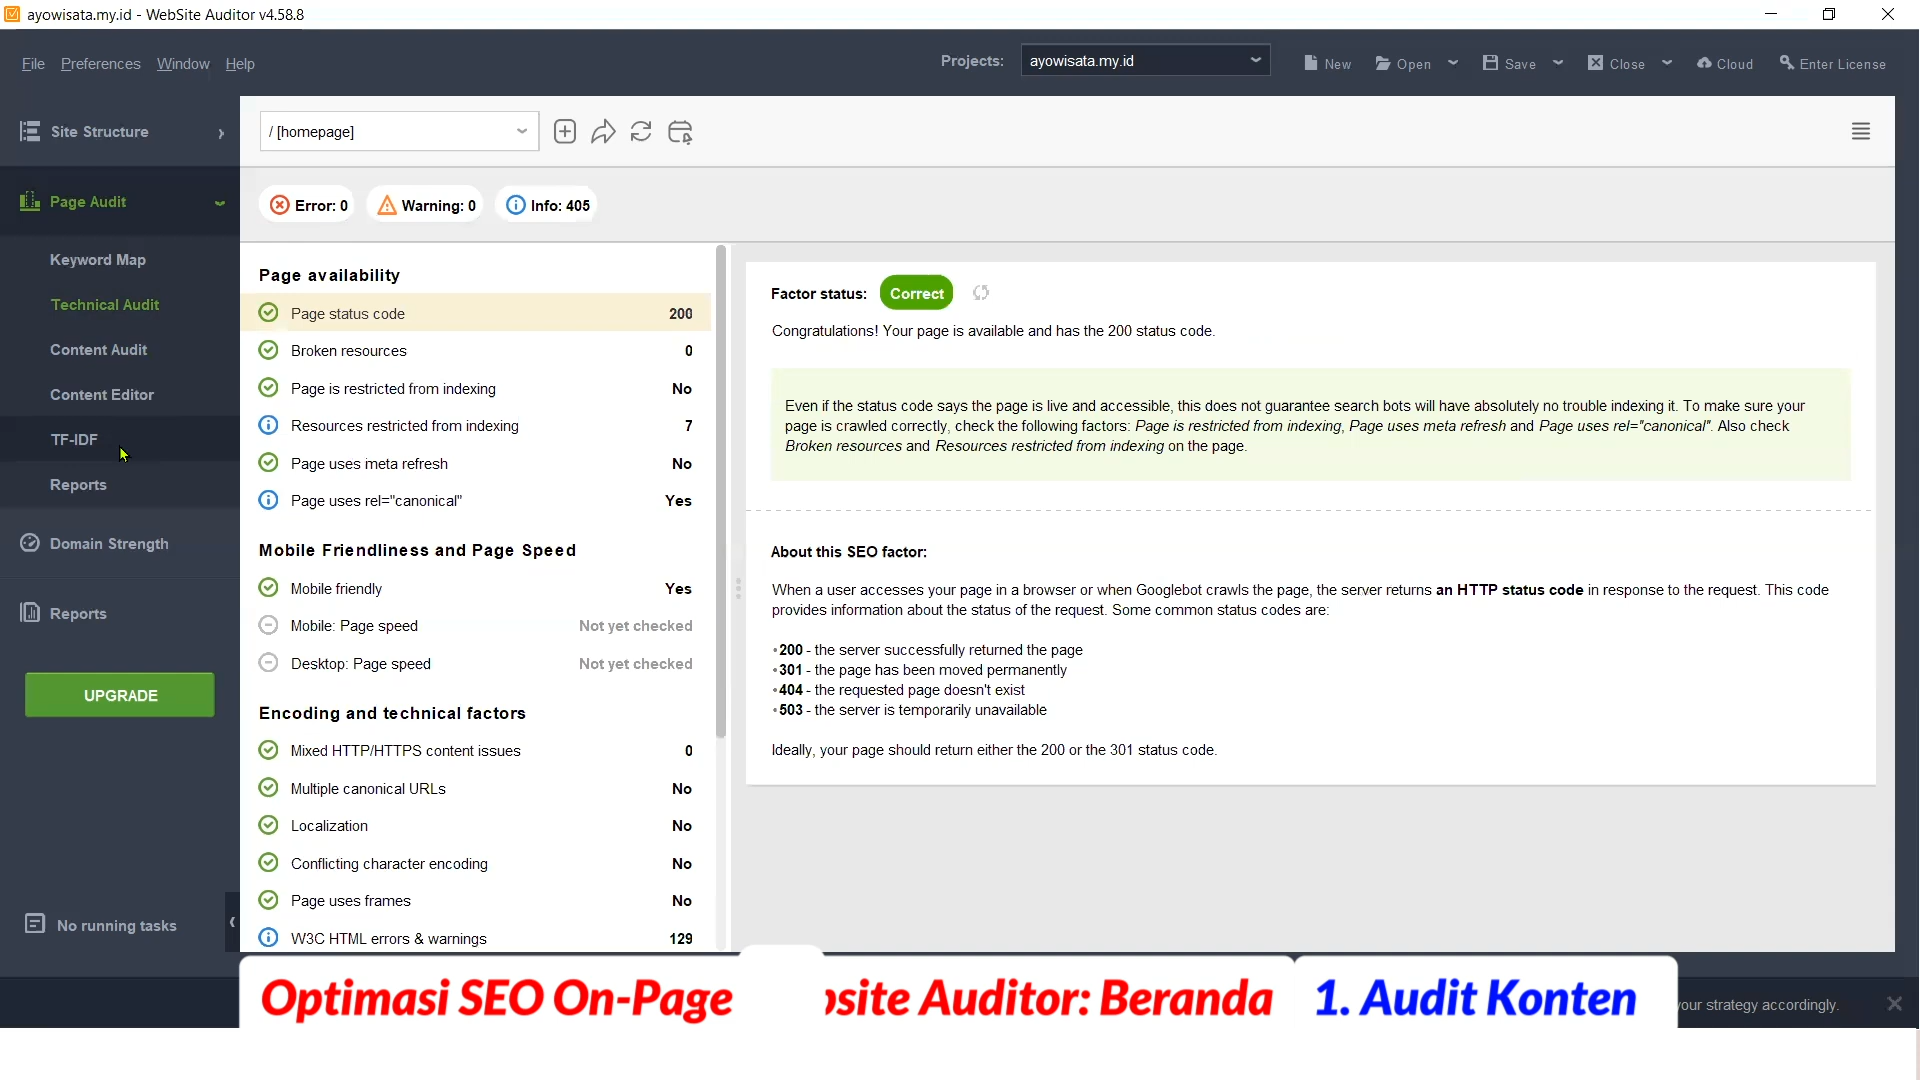 ayowisata.my.id - WebSite Auditor v4.58.8
File Preferences Window Help
Projects: ayowisata.my.id New Open Save Close Cloud Enter License
Site Structure
Page Audit
Keyword Map
Technical Audit
Content Audit
Content Editor
TF-IDF
Reports
Domain Strength
Reports
UPGRADE
No running tasks
/ [homepage]
Error: 0 Warning: 0 Info: 405
Page availability
Page status code 200
Broken resources 0
Page is restricted from indexing No
Resources restricted from indexing 7
Page uses meta refresh No
Page uses rel="canonical" Yes
Mobile Friendliness and Page Speed
Mobile friendly Yes
Mobile: Page speed Not yet checked
Desktop: Page speed Not yet checked
Encoding and technical factors
Mixed HTTP/HTTPS content issues 0
Multiple canonical URLs No
Localization No
Conflicting character encoding No
Page uses frames No
W3C HTML errors & warnings 129
Factor status: Correct
Congratulations! Your page is available and has the 200 status code.
Even if the status code says the page is live and accessible, this does not guarantee search bots will have absolutely no trouble indexing it. To make sure your
page is crawled correctly, check the following factors: Page is restricted from indexing, Page uses meta refresh and Page uses rel="canonical". Also check
Broken resources and Resources restricted from indexing on the page.
About this SEO factor:
When a user accesses your page in a browser or when Googlebot crawls the page, the server returns an HTTP status code in response to the request. This code
provides information about the status of the request. Some common status codes are:
•200 - the server successfully returned the page
•301 - the page has been moved permanently
•404 - the requested page doesn't exist
•503 - the server is temporarily unavailable
Ideally, your page should return either the 200 or the 301 status code.
Optimasi SEO On-Page site Auditor: Beranda 1. Audit Konten
your strategy accordingly.